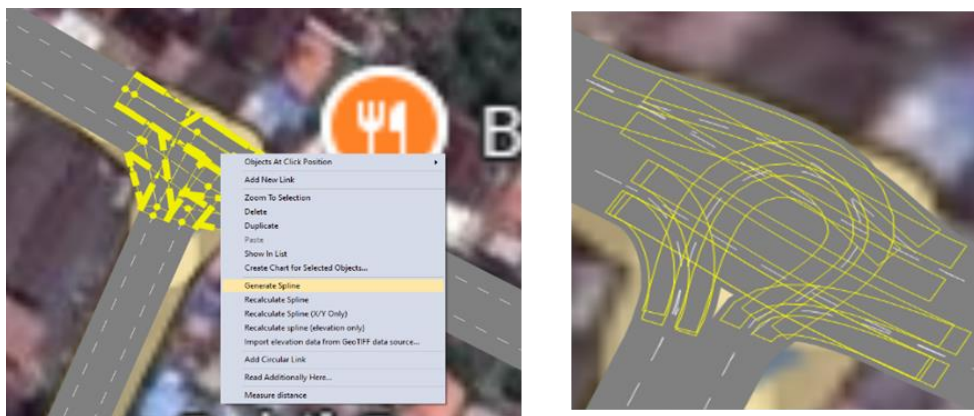 B
Objects At Click Position
Add New Link
Zoom To Selection
Delete
Duplicate
Paste
Show In List
Create Chart for Selected Objects...
Generate Spline
Recalculate Spline
Recalculate Spline (X/Y Only)
Recalculate spline (elevation only)
Import elevation data from GeoTIFF data source...
Add Circular Link
Read Additionally Here...
Measure distance